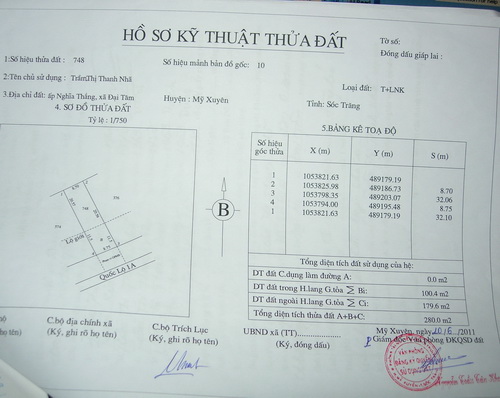 HỒ SƠ KỸ THUẬT THỬA ĐẤT
Tờ số:
Đóng dấu giáp lai :
1:Số hiệu thửa đất : 748
Số hiệu mảnh bản đồ gốc: 10
2:Tên chủ sử dụng : TrầmThị Thanh Nhã
Loại đất: T+LNK
3.Địa chỉ đất: ấp Nghĩa Thắng, xã Đại Tâm
Huyện : Mỹ Xuyên
Tỉnh: Sóc Trăng
4. SƠ ĐỒ THỬA ĐẤT
Tỷ lệ : 1/750
748
Lộ giới
Quốc Lộ 1A
B
5.BẢNG KÊ TOẠ ĐỘ
Số hiệu góc thửa X (m) Y (m) S (m)
1 1053821.63 489179.19
2 1053825.98 489186.73 8.70
3 1053798.35 489203.07 32.06
4 1053794.00 489195.48 8.75
1 1053821.63 489179.19 32.10
Tổng diện tích đất sử dụng của hệ:
DT đất C.dụng làm đường A: 0.0 m2
DT đất trong H.lang G.tỏa ∑ Bi: 100.4 m2
DT đất ngoài H.lang G.tỏa ∑ Ci: 179.6 m2
Tổng diện tích thửa đất A+B+C: 280.0 m2
bộ
họ tên)
C.bộ địa chính xã
(Ký, ghi rõ họ tên)
C.bộ Trích Lục
(Ký, ghi rõ họ tên)
UBND xã (TT)
(Ký, đóng dấu)
Mỹ Xuyên, ngày 20/6/2011
Giám đốc Văn phòng ĐKQSD đất